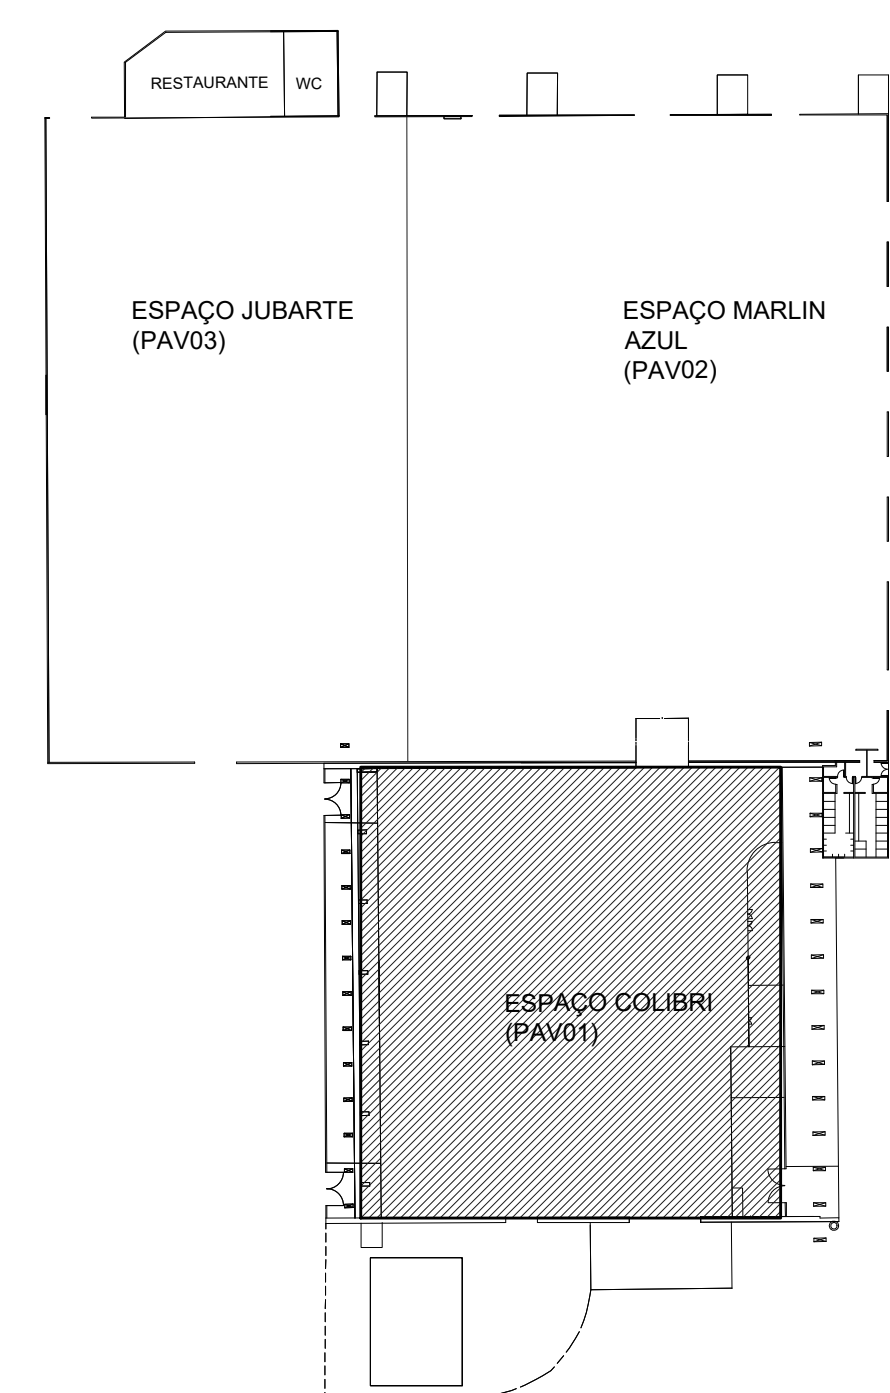 RESTAURANTE
WC
ESPAÇO JUBARTE
(PAV03)
ESPAÇO MARLIN
AZUL
(PAV02)
ESPAÇO COLIBRI
(PAV01)